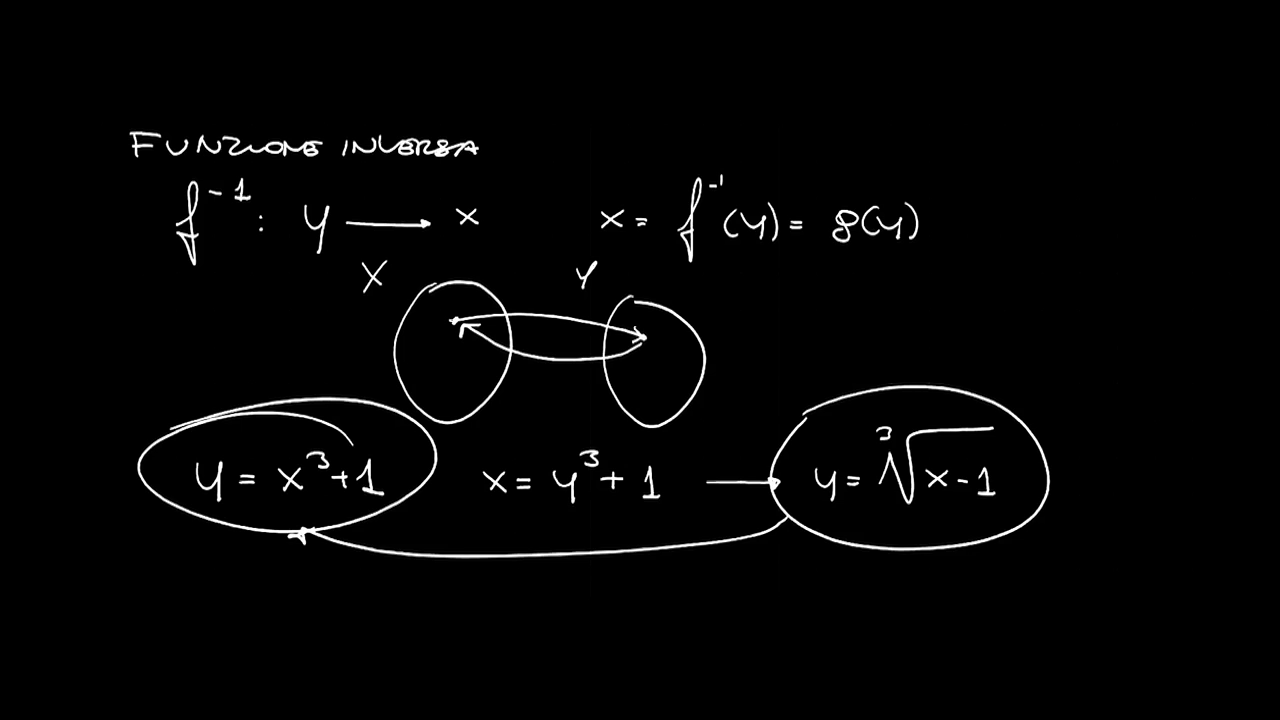 FUNZIONE INVERSA
f⁻¹: y → x   x = f⁻¹(y) = g(y)
X   Y
y = x³+1   x = y³+1 → y = ∛(x-1)